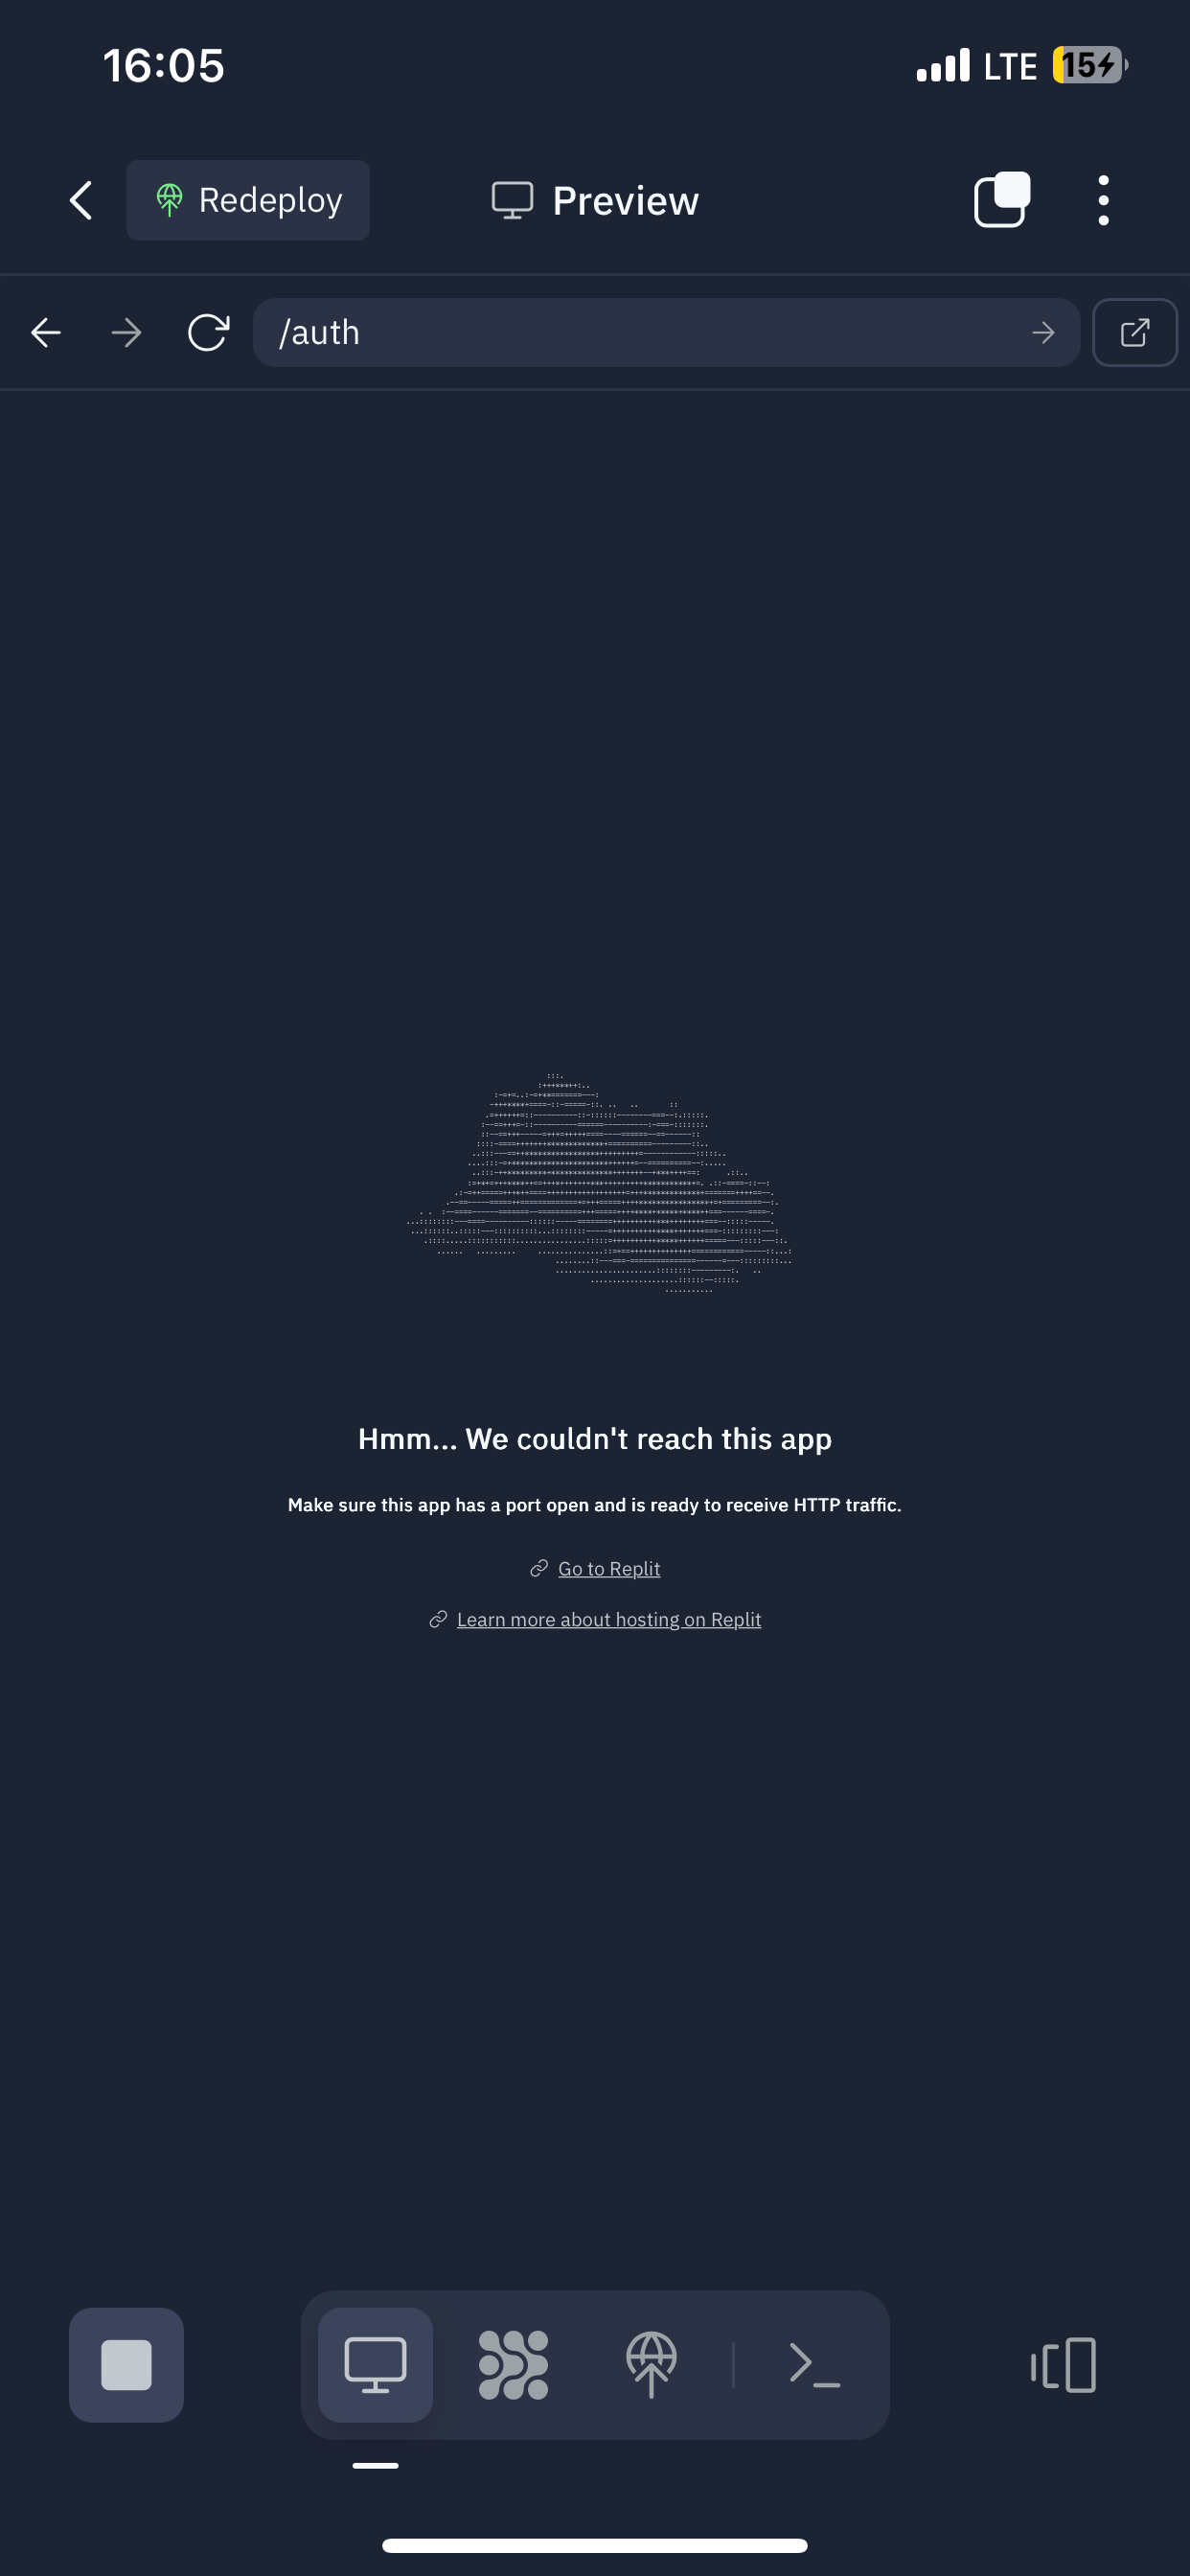 16:05
LTE
15
Redeploy
Preview
/auth
Hmm... We couldn't reach this app
Make sure this app has a port open and is ready to receive HTTP traffic.
Go to Replit
Learn more about hosting on Replit